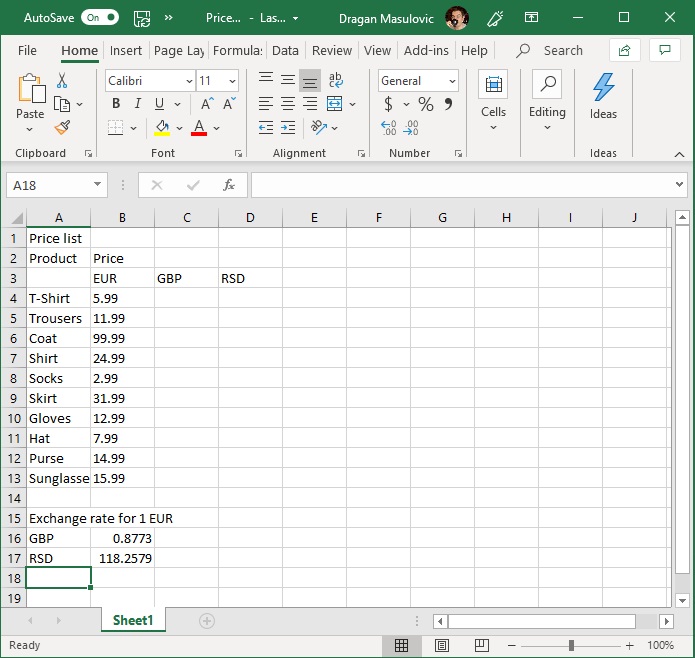 AutoSave On » Price... - Las... Dragan Masulovic
File Home Insert Page Lay Formula: Data Review View Add-ins Help Search
Calibri 11 ab General
Paste B I U A A $ % 9 Cells Editing Ideas
A .00 .00
Clipboard Font Alignment Number Ideas
A18 fx
A B C D E F G H I J
1 Price list
2 Product Price
3 EUR GBP RSD
4 T-Shirt 5.99
5 Trousers 11.99
6 Coat 99.99
7 Shirt 24.99
8 Socks 2.99
9 Skirt 31.99
10 Gloves 12.99
11 Hat 7.99
12 Purse 14.99
13 Sunglasse 15.99
14
15 Exchange rate for 1 EUR
16 GBP 0.8773
17 RSD 118.2579
18
19
Sheet1
Ready 100%